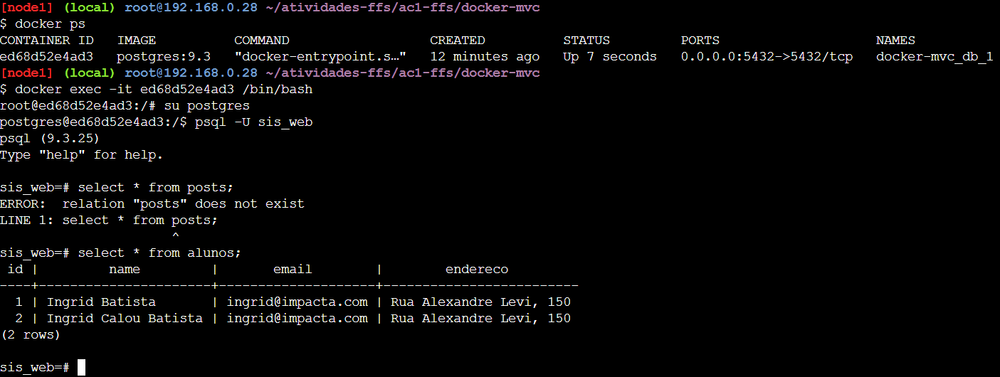 [node1] (local) root@192.168.0.28 ~/atividades-ffs/ac1-ffs/docker-mvc
$ docker ps
CONTAINER ID   IMAGE          COMMAND                  CREATED          STATUS         PORTS                    NAMES
ed68d52e4ad3   postgres:9.3   "docker-entrypoint.s…"   12 minutes ago   Up 7 seconds   0.0.0.0:5432->5432/tcp   docker-mvc_db_1
[node1] (local) root@192.168.0.28 ~/atividades-ffs/ac1-ffs/docker-mvc
$ docker exec -it ed68d52e4ad3 /bin/bash
root@ed68d52e4ad3:/# su postgres
postgres@ed68d52e4ad3:/$ psql -U sis_web
psql (9.3.25)
Type "help" for help.

sis_web=# select * from posts;
ERROR:  relation "posts" does not exist
LINE 1: select * from posts;
                      ^
sis_web=# select * from alunos;
 id |         name         |       email        |        endereco
----+----------------------+--------------------+-------------------------
  1 | Ingrid Batista       | ingrid@impacta.com | Rua Alexandre Levi, 150
  2 | Ingrid Calou Batista | ingrid@impacta.com | Rua Alexandre Levi, 150
(2 rows)

sis_web=#